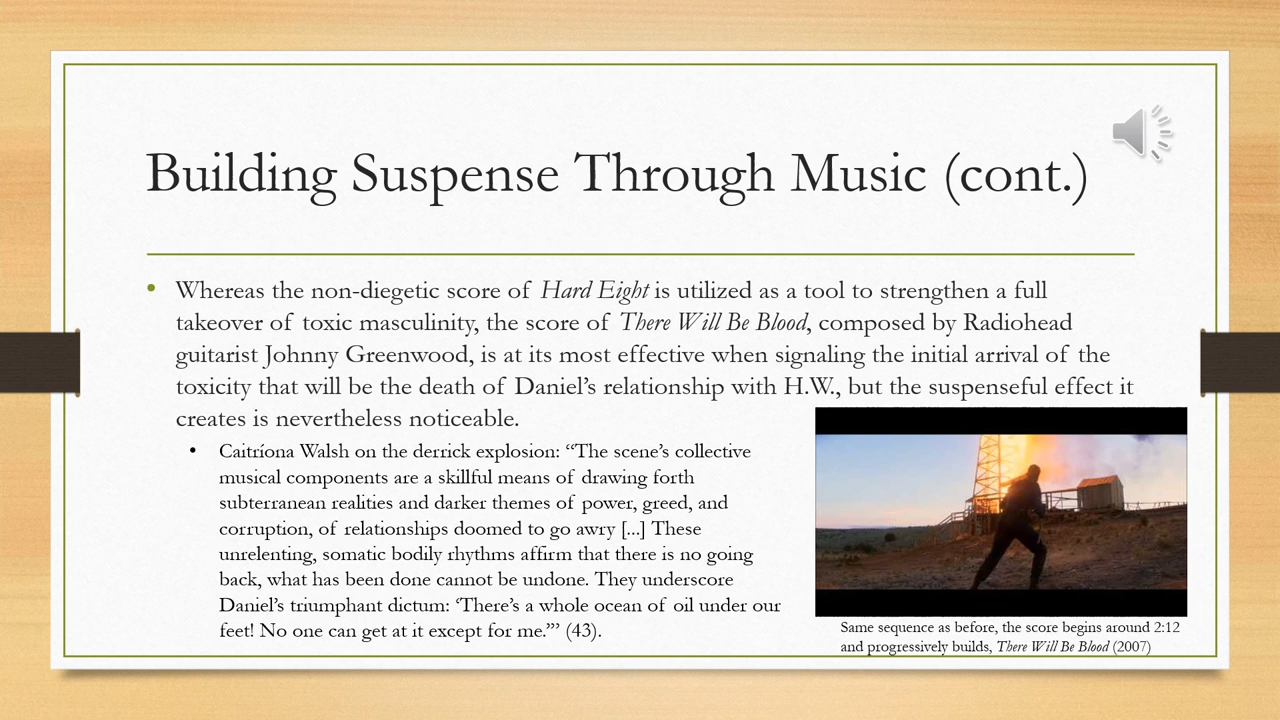 Building Suspense Through Music (cont.)
• Whereas the non-diegetic score of Hard Eight is utilized as a tool to strengthen a full
takeover of toxic masculinity, the score of There Will Be Blood, composed by Radiohead
guitarist Johnny Greenwood, is at its most effective when signaling the initial arrival of the
toxicity that will be the death of Daniel’s relationship with H.W., but the suspenseful effect it
creates is nevertheless noticeable.
• Caitríona Walsh on the derrick explosion: “The scene’s collective
musical components are a skillful means of drawing forth
subterranean realities and darker themes of power, greed, and
corruption, of relationships doomed to go awry [...] These
unrelenting, somatic bodily rhythms affirm that there is no going
back, what has been done cannot be undone. They underscore
Daniel’s triumphant dictum: ‘There’s a whole ocean of oil under our
feet! No one can get at it except for me.’” (43).
Same sequence as before, the score begins around 2:12
and progressively builds, There Will Be Blood (2007)